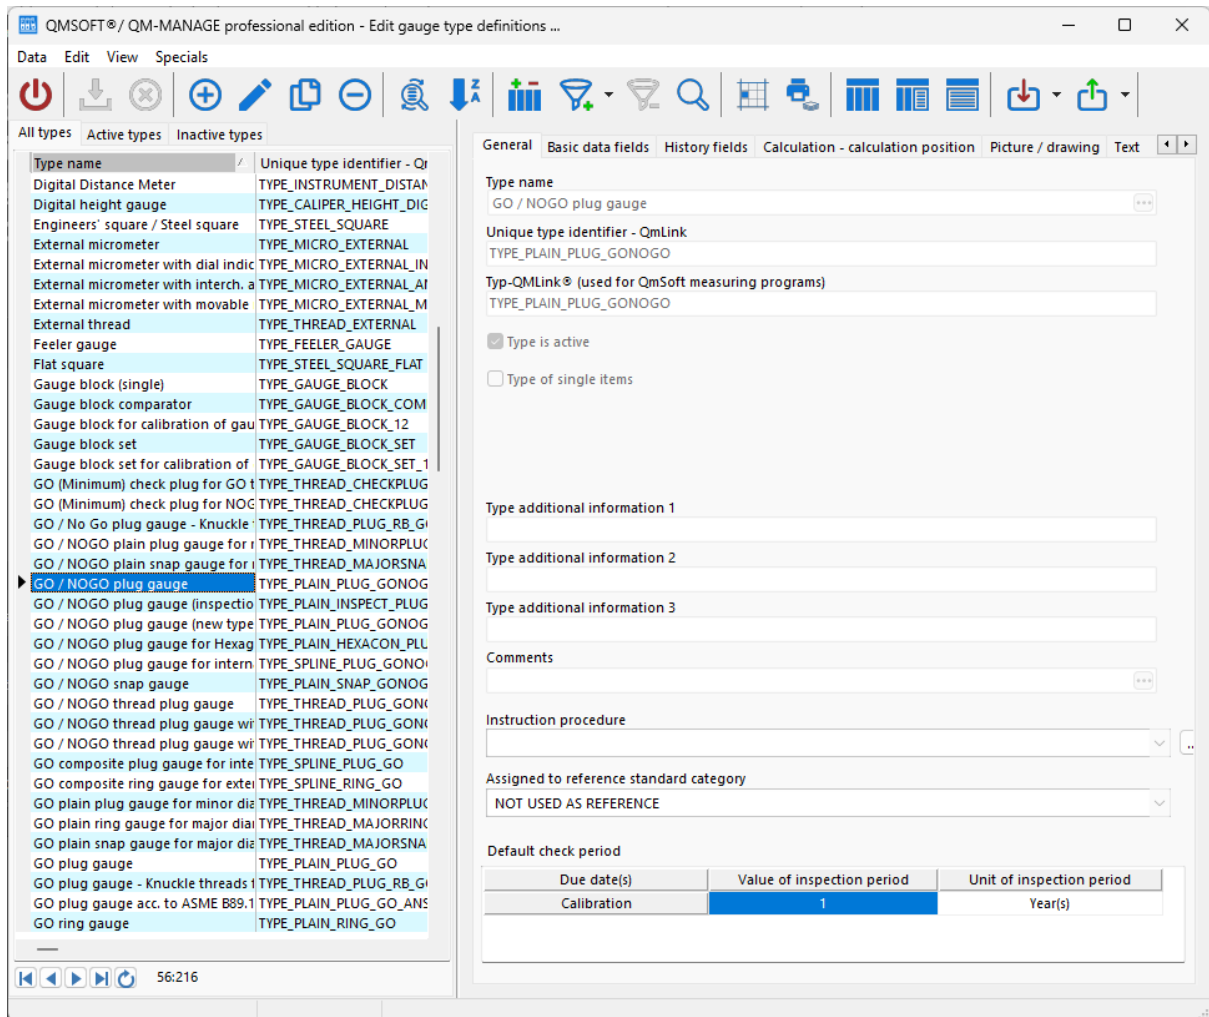 QMSOFT®/ QM-MANAGE professional edition - Edit gauge type definitions ...
Data Edit View Specials
All types Active types Inactive types
Type name Unique type identifier - Q
Digital Distance Meter TYPE_INSTRUMENT_DISTAN
Digital height gauge TYPE_CALIPER_HEIGHT_DIG
Engineers' square / Steel square TYPE_STEEL_SQUARE
External micrometer TYPE_MICRO_EXTERNAL
External micrometer with dial indic TYPE_MICRO_EXTERNAL_IN
External micrometer with interch. a TYPE_MICRO_EXTERNAL_A
External micrometer with movable TYPE_MICRO_EXTERNAL_M
External thread TYPE_THREAD_EXTERNAL
Feeler gauge TYPE_FEELER_GAUGE
Flat square TYPE_STEEL_SQUARE_FLAT
Gauge block (single) TYPE_GAUGE_BLOCK
Gauge block comparator TYPE_GAUGE_BLOCK_COM
Gauge block for calibration of gau TYPE_GAUGE_BLOCK_12
Gauge block set TYPE_GAUGE_BLOCK_SET
Gauge block set for calibration of TYPE_GAUGE_BLOCK_SET_1
GO (Minimum) check plug for GO t TYPE_THREAD_CHECKPLUG
GO (Minimum) check plug for NOG TYPE_THREAD_CHECKPLUG
GO / No Go plug gauge - Knuckle TYPE_THREAD_PLUG_RB_G
GO / NOGO plain plug gauge for TYPE_THREAD_MINORPLU
GO / NOGO plain snap gauge for TYPE_THREAD_MAJORSNA
GO / NOGO plug gauge TYPE_PLAIN_PLUG_GONOG
GO / NOGO plug gauge (inspectio TYPE_PLAIN_INSPECT_PLUG
GO / NOGO plug gauge (new type TYPE_PLAIN_PLUG_GONOG
GO / NOGO plug gauge for Hexag TYPE_PLAIN_HEXACON_PLU
GO / NOGO plug gauge for intern TYPE_SPLINE_PLUG_GONO
GO / NOGO snap gauge TYPE_PLAIN_SNAP_GONOG
GO / NOGO thread plug gauge TYPE_THREAD_PLUG_GON
GO / NOGO thread plug gauge wi TYPE_THREAD_PLUG_GON
GO / NOGO thread plug gauge wi TYPE_THREAD_PLUG_GON
GO composite plug gauge for inte TYPE_SPLINE_PLUG_GO
GO composite ring gauge for exte TYPE_SPLINE_RING_GO
GO plain plug gauge for minor dia TYPE_THREAD_MINORPLU
GO plain ring gauge for major dia TYPE_THREAD_MAJORRIN
GO plain snap gauge for major dia TYPE_THREAD_MAJORSNA
GO plug gauge TYPE_PLAIN_PLUG_GO
GO plug gauge - Knuckle threads TYPE_THREAD_PLUG_RB_G
GO plug gauge acc. to ASME B89.1 TYPE_PLAIN_PLUG_GO_ANS
GO ring gauge TYPE_PLAIN_RING_GO
56:216
General Basic data fields History fields Calculation - calculation position Picture / drawing Text
Type name
GO / NOGO plug gauge
Unique type identifier - QmLink
TYPE_PLAIN_PLUG_GONOGO
Typ-QMLink® (used for QmSoft measuring programs)
TYPE_PLAIN_PLUG_GONOGO
Type is active
Type of single items
Type additional information 1
Type additional information 2
Type additional information 3
Comments
Instruction procedure
Assigned to reference standard category
NOT USED AS REFERENCE
Default check period
Due date(s) Value of inspection period Unit of inspection period
Calibration 1 Year(s)